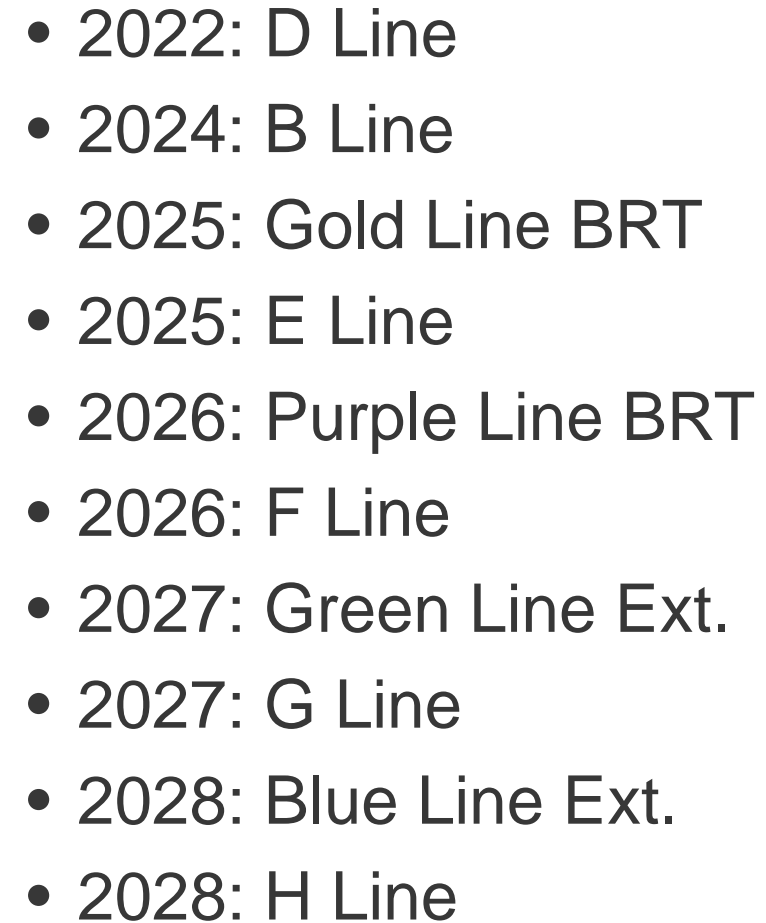 • 2022: D Line
• 2024: B Line
• 2025: Gold Line BRT
• 2025: E Line
• 2026: Purple Line BRT
• 2026: F Line
• 2027: Green Line Ext.
• 2027: G Line
• 2028: Blue Line Ext.
• 2028: H Line